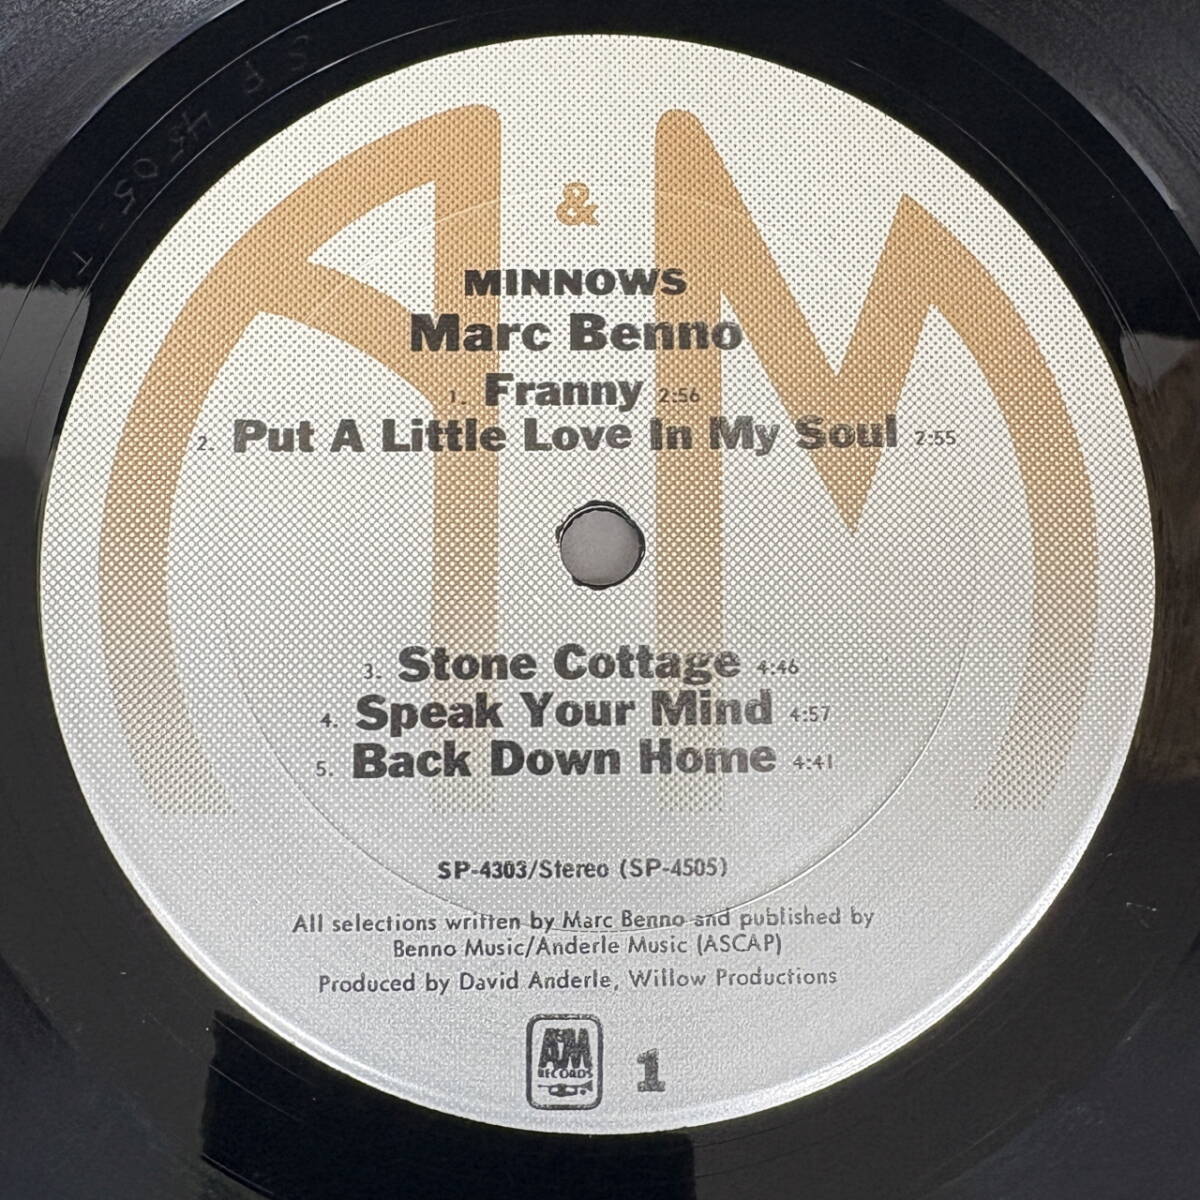 A & M
MINNOWS
Marc Benno
1. Franny 2:56
2. Put A Little Love In My Soul 2:55
3. Stone Cottage 4:46
4. Speak Your Mind 4:57
5. Back Down Home 4:41
SP-4303/Stereo (SP-4505)
All selections written by Marc Benno and published by
Benno Music/Anderle Music (ASCAP)
Produced by David Anderle, Willow Productions
A&M
RECORDS
1
SP 4505